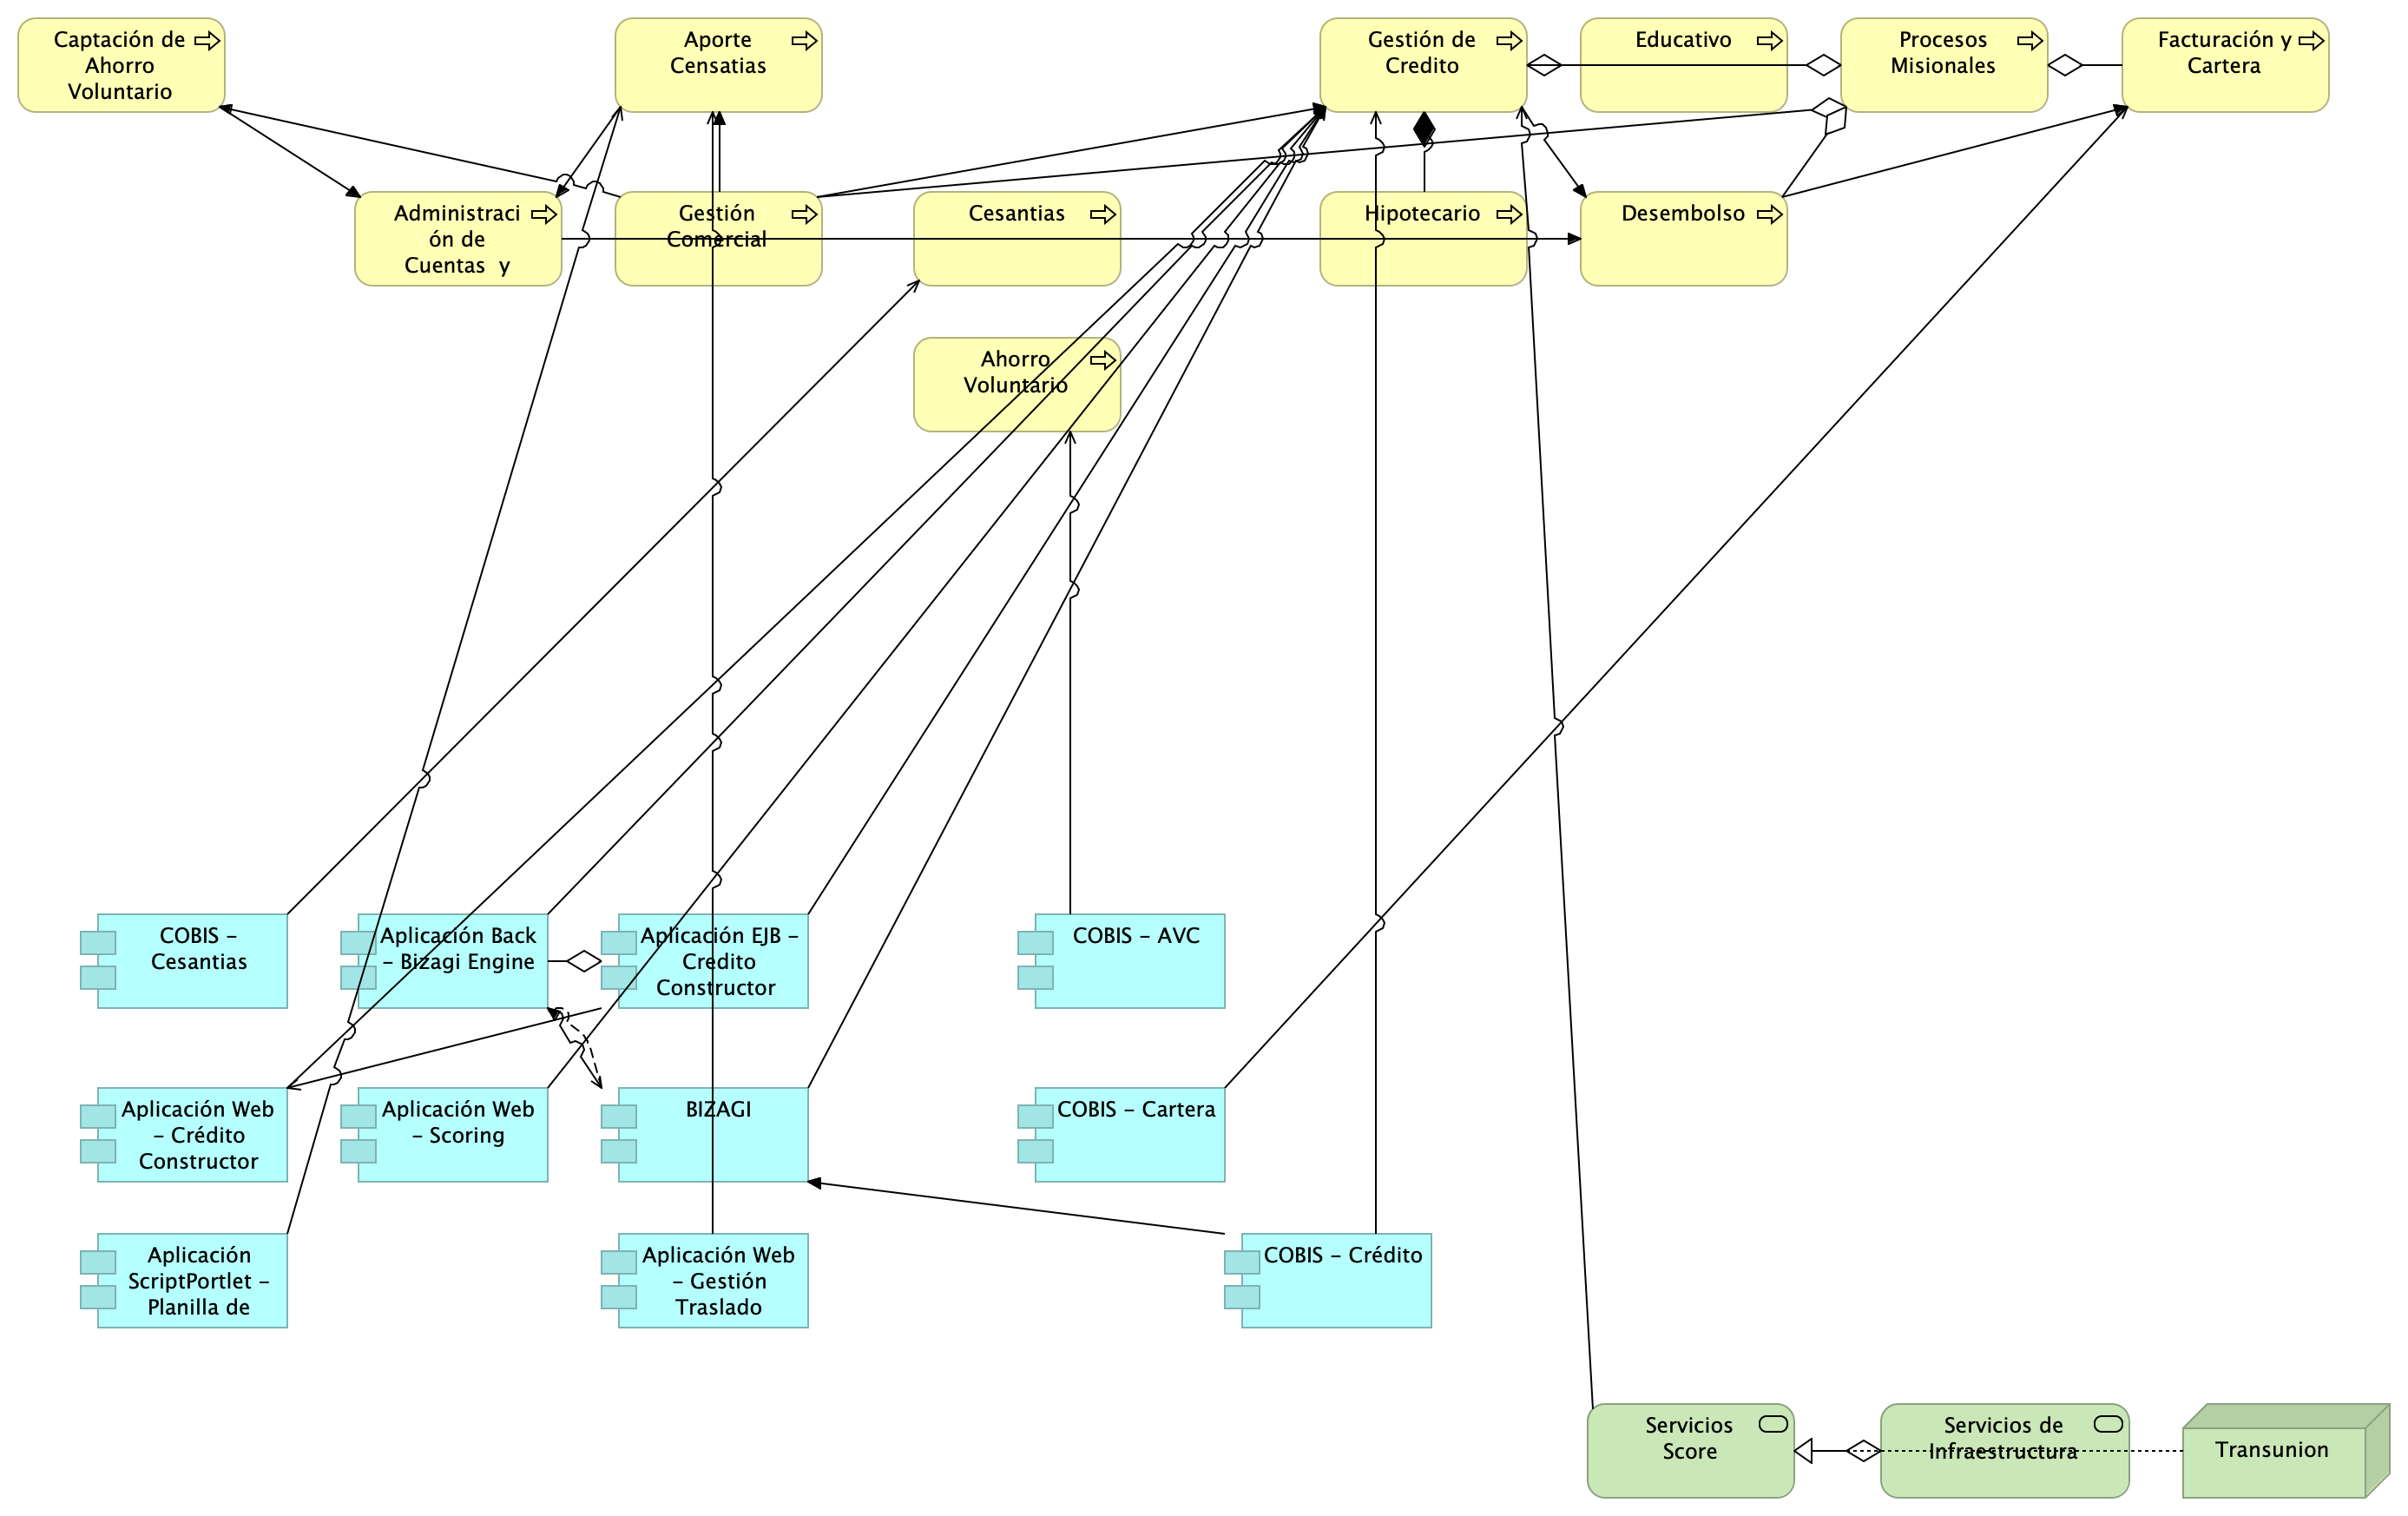 Captación de
Ahorro
Voluntario
Aporte
Censatias
Gestión de
Credito
Educativo
Procesos
Misionales
Facturación y
Cartera
Administraci
ón de
Cuentas y
Gestión
Comercial
Cesantias
Hipotecario
Desembolso
Ahorro
Voluntario
COBIS –
Cesantias
Aplicación Back
– Bizagi Engine
Aplicación EJB –
Credito
Constructor
COBIS – AVC
Aplicación Web
– Crédito
Constructor
Aplicación Web
– Scoring
BIZAGI
COBIS – Cartera
Aplicación
ScriptPortlet –
Planilla de
Aplicación Web
– Gestión
Traslado
COBIS – Crédito
Servicios
Score
Servicios de
Infraestructura
Transunion